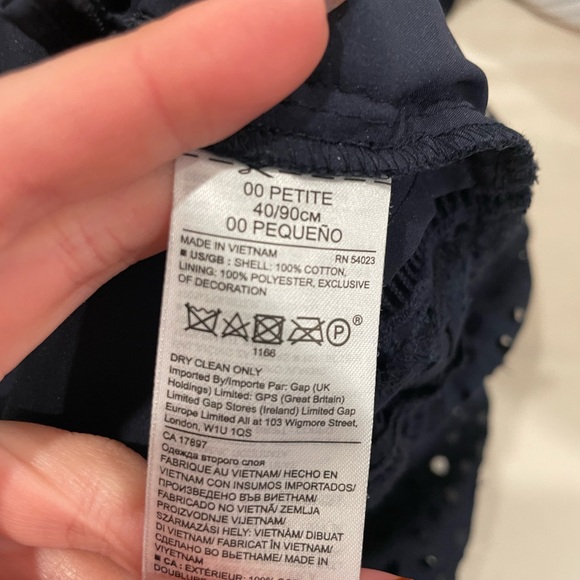 00 PETITE
40/90CM
00 PEQUEÑO
MADE IN VIETNAM RN 54023
■ US/GB : SHELL: 100% COTTON,
LINING: 100% POLYESTER, EXCLUSIVE
OF DECORATION
P®
1166
DRY CLEAN ONLY
Imported By/Importe Par: Gap (UK
Holdings) Limited: GPS (Great Britain)
Limited Gap Stores (Ireland) Limited Gap
Europe Limited All at 103 Wigmore Street,
London, W1U 1QS
CA 17897
Одежда второго слоя
FABRIQUE AU VIETNAM/ HECHO EN
VIETNAM CON INSUMOS IMPORTADOS/
ПРОИЗВЕДЕНО ВЪВ ВИЕТНАМ/
FABRICADO NO VIETNÃ/ ZEMLJA
PROIZVODNJE VIJETNAM/
SZÁRMAZÁSI HELY: VIETNÁM/ DIBUAT
DI VIETNAM/ FABRICAT ÎN VIETNAM/
СДЕЛАНО ВО ВЬЕТНАМЕ/ MADE IN
VIYETNAM
■ CA : EXTÉRIEUR: 100%
DOUBLURE